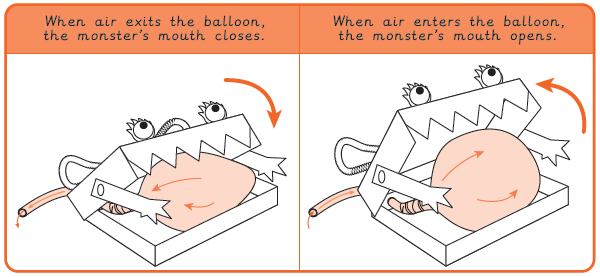 When air exits the balloon,
the monster's mouth closes.
When air enters the balloon,
the monster's mouth opens.